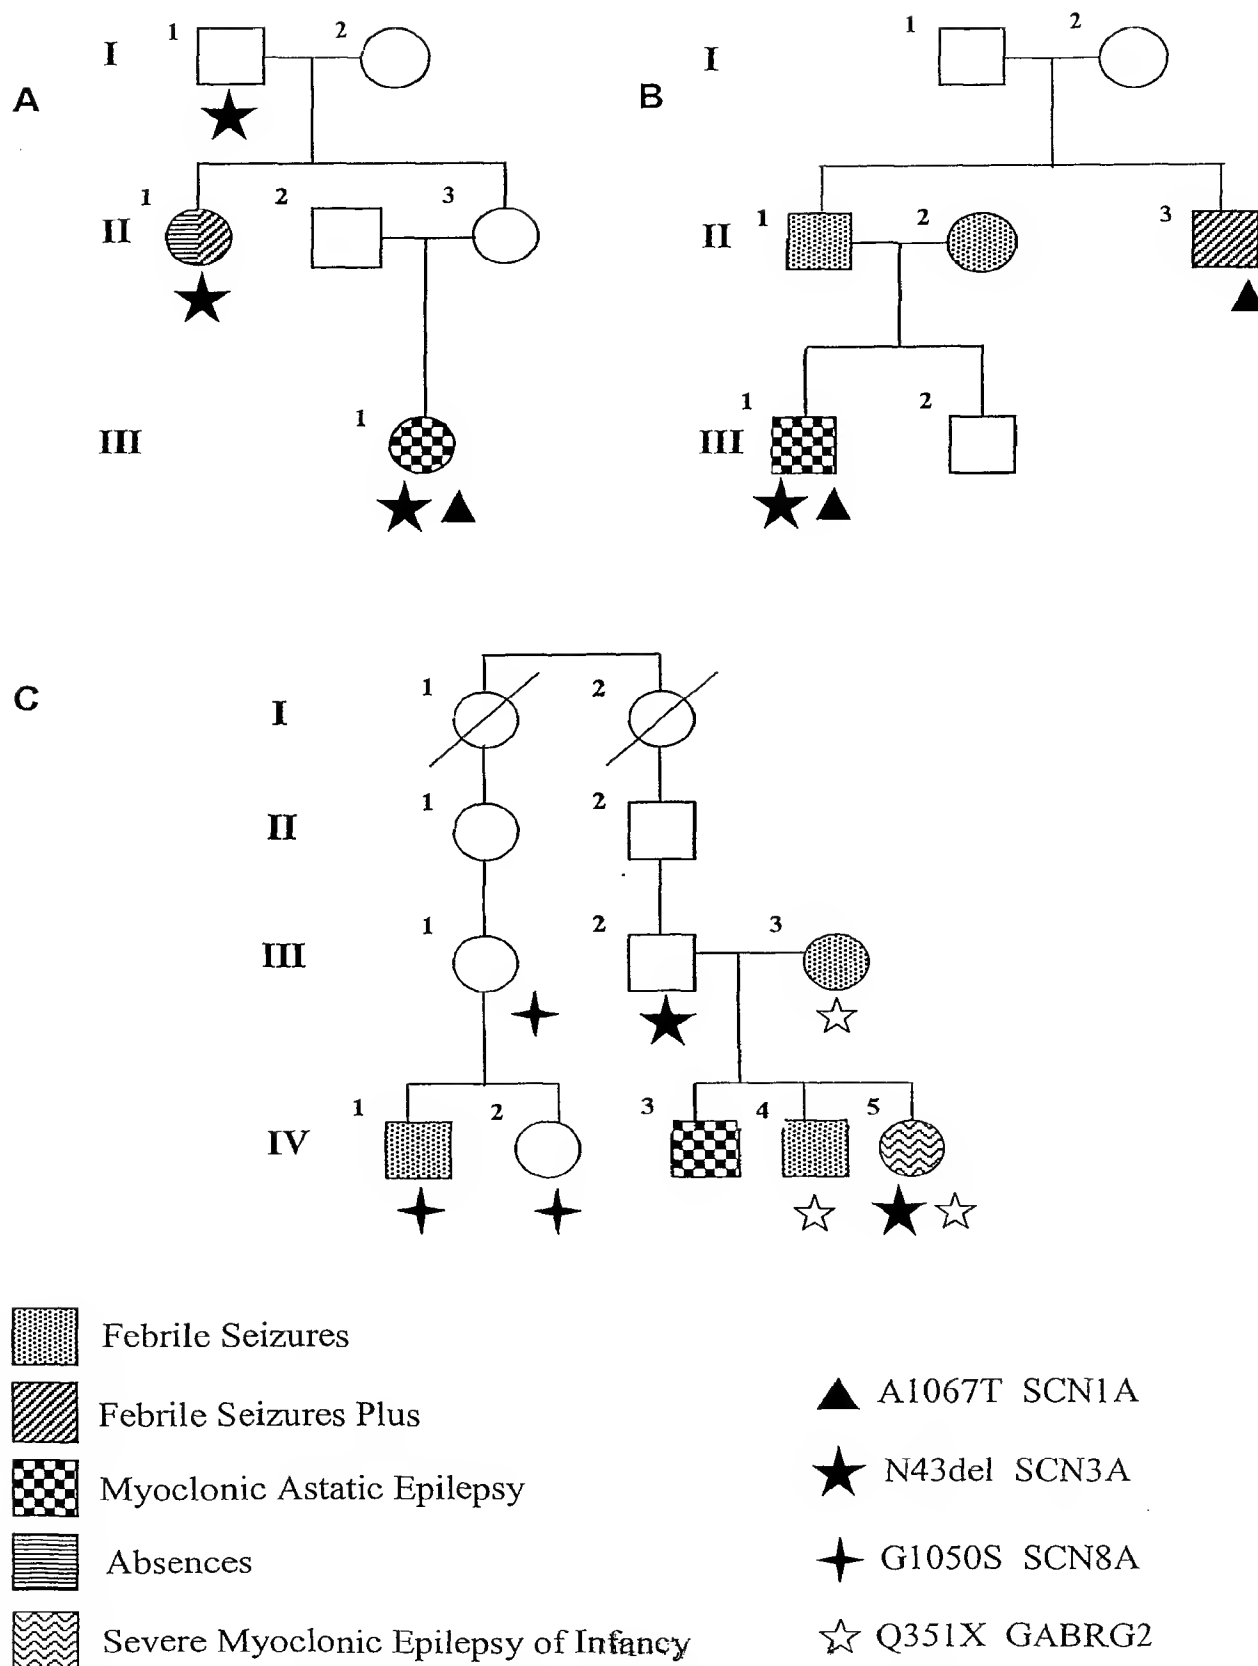 A
I 1 2
II 1 2 3
III 1
B
I 1 2
II 1 2 3
III 1 2
C
I 1 2
II 1 2
III 1 2 3
IV 1 2 3 4 5
Febrile Seizures
Febrile Seizures Plus
Myoclonic Astatic Epilepsy
Absences
Severe Myoclonic Epilepsy of Infancy
A1067T SCN1A
N43del SCN3A
G1050S SCN8A
Q351X GABRG2